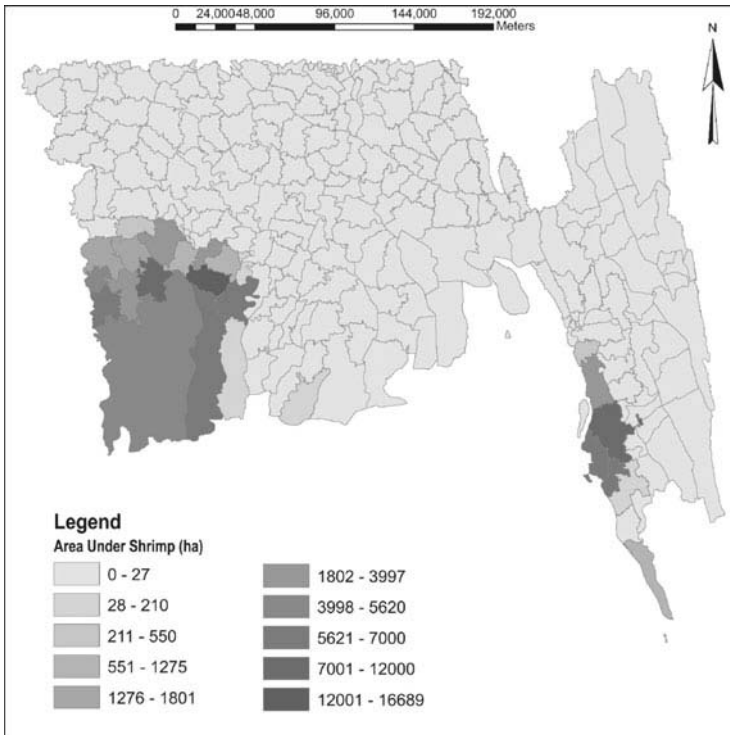 0 24,000 48,000 96,000 144,000 192,000
Meters
N
Legend
Area Under Shrimp (ha)
0 - 27
28 - 210
211 - 550
551 - 1275
1276 - 1801
1802 - 3997
3998 - 5620
5621 - 7000
7001 - 12000
12001 - 16689